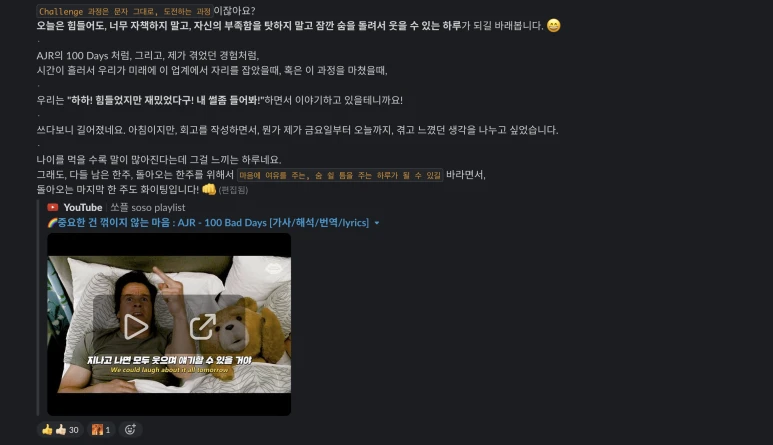 Challenge 과정은 문자 그대로, 도전하는 과정 이잖아요?
오늘은 힘들어도, 너무 자책하지 말고, 자신의 부족함을 탓하지 말고 잠깐 숨을 돌려서 웃을 수 있는 하루가 되길 바래봅니다. 😄
.
AJR의 100 Days 처럼, 그리고, 제가 겪었던 경험처럼,
시간이 흘러서 우리가 미래에 이 업계에서 자리를 잡았을때, 혹은 이 과정을 마쳤을때,
.
우리는 "하하! 힘들었지만 재밌었다구! 내 썰좀 들어봐!"하면서 이야기하고 있을테니까요!
.
쓰다보니 길어졌네요. 아침이지만, 회고를 작성하면서, 뭔가 제가 금요일부터 오늘까지, 겪고 느꼈던 생각을 나누고 싶었습니다.
.
나이를 먹을 수록 말이 많아진다는데 그걸 느끼는 하루네요.
그래도, 다들 남은 한주, 돌아오는 한주를 위해서 마음에 여유를 주는, 숨 쉴 틈을 주는 하루가 될 수 있길 바라면서,
돌아오는 마지막 한 주도 화이팅입니다! 👊 (편집됨)
YouTube | 쏘플 soso playlist
🌈중요한 건 꺾이지 않는 마음 : AJR - 100 Bad Days [가사/해석/번역/lyrics]
지나고 나면 모두 웃으며 얘기할 수 있을 거야
We could laugh about it all tomorrow
30
1